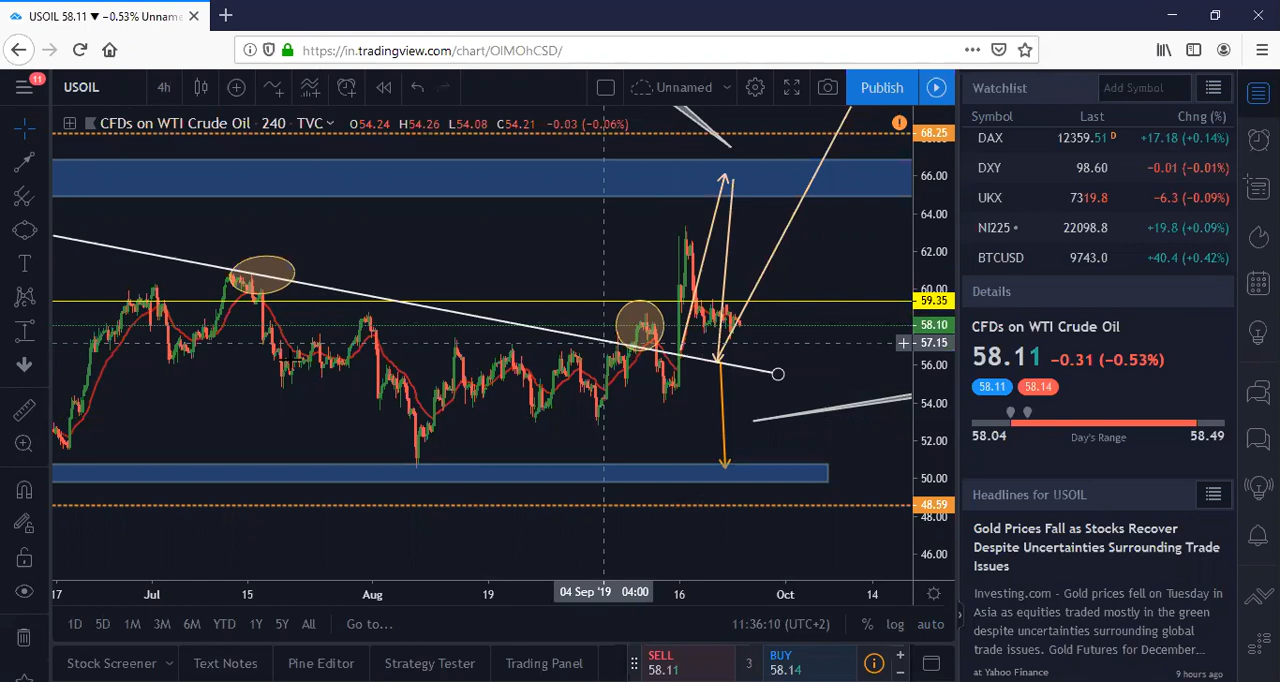 USOIL 58.11 ▼ −0.53% Unname
https://in.tradingview.com/chart/OIMOhCSD/
11
USOIL 4h Unnamed Publish
CFDs on WTI Crude Oil · 240 · TVC O54.24 H54.26 L54.08 C54.21 −0.03 (−0.06%)
68.25
66.00
64.00
62.00
60.00
59.35
58.10
57.15
56.00
54.00
52.00
50.00
48.59
48.00
46.00
17 Jul 15 Aug 19 04 Sep '19 04:00 16 Oct 14
1D 5D 1M 3M 6M YTD 1Y 5Y All Go to... 11:36:10 (UTC+2) % log auto
Stock Screener Text Notes Pine Editor Strategy Tester Trading Panel
SELL 3 BUY
58.11 58.14
Watchlist Add Symbol
Symbol Last Chng (%)
DAX 12359.51 D +17.18 (+0.14%)
DXY 98.60 −0.01 (−0.01%)
UKX 7319.8 −6.3 (−0.09%)
NI225 22098.8 +19.8 (+0.09%)
BTCUSD 9743.0 +40.4 (+0.42%)
Details
CFDs on WTI Crude Oil
58.11 −0.31 (−0.53%)
58.11 58.14
58.04 Day's Range 58.49
Headlines for USOIL
Gold Prices Fall as Stocks Recover
Despite Uncertainties Surrounding Trade
Issues
Investing.com - Gold prices fell on Tuesday in
Asia as equities traded mostly in the green
despite uncertainties surrounding global
trade issues. Gold Futures for December...
at Yahoo Finance 9 hours ago